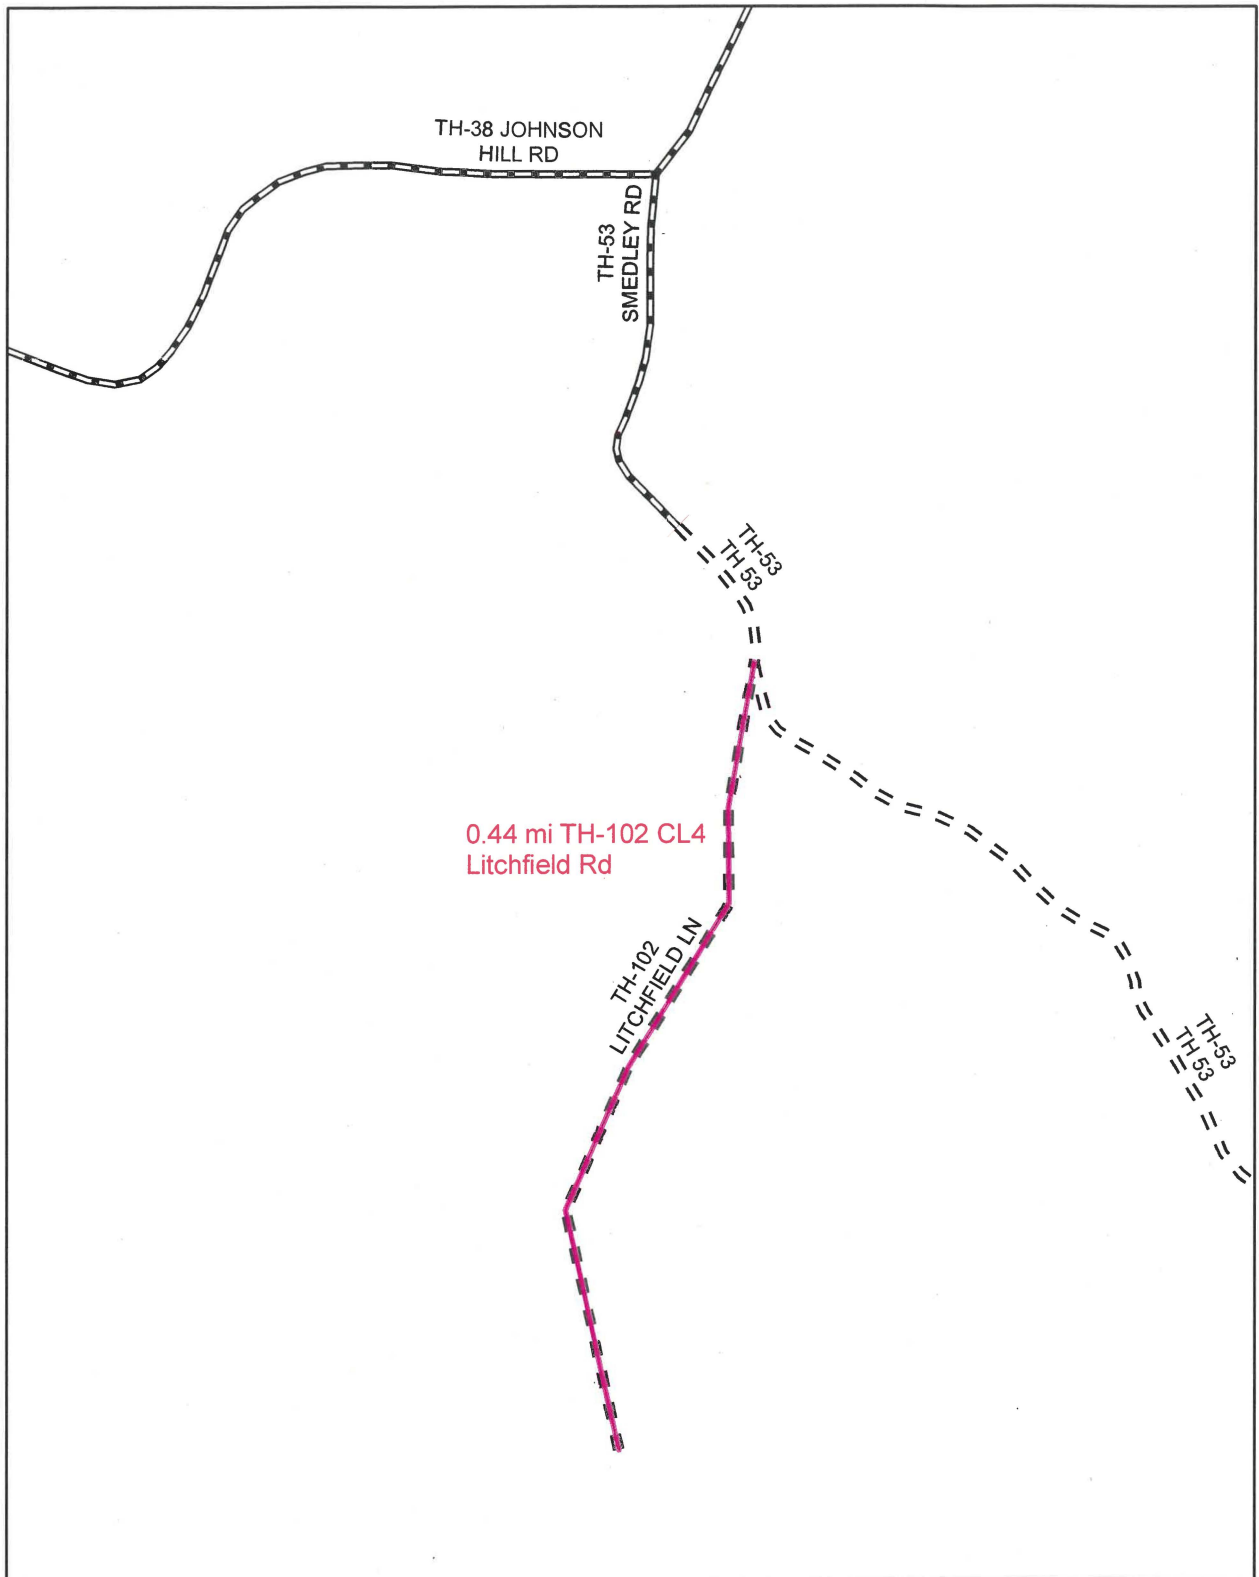 TH-38 JOHNSON
HILL RD
TH-53
SMEDLEY RD
TH-53
TH 53
0.44 mi TH-102 CL4
Litchfield Rd
TH-102
LITCHFIELD LN
TH-53
TH 53